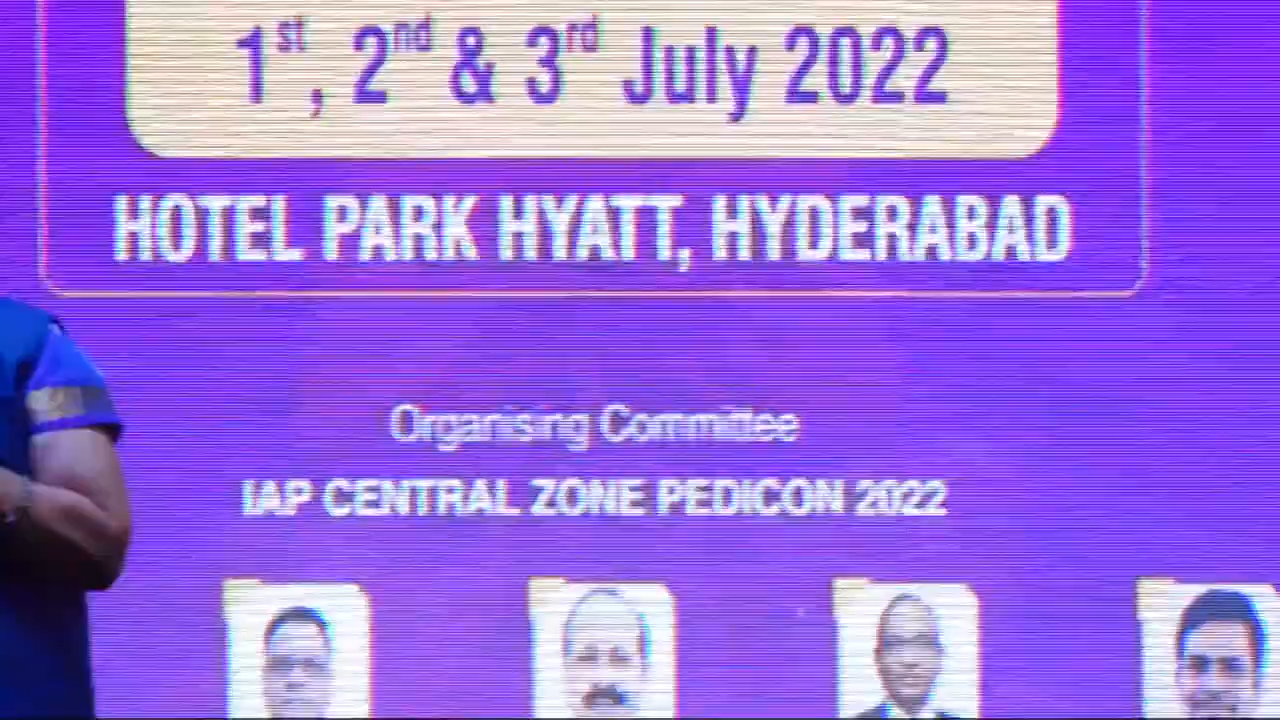 1st, 2nd & 3rd July 2022
HOTEL PARK HYATT, HYDERABAD
Organising Committee
IAP CENTRAL ZONE PEDICON 2022